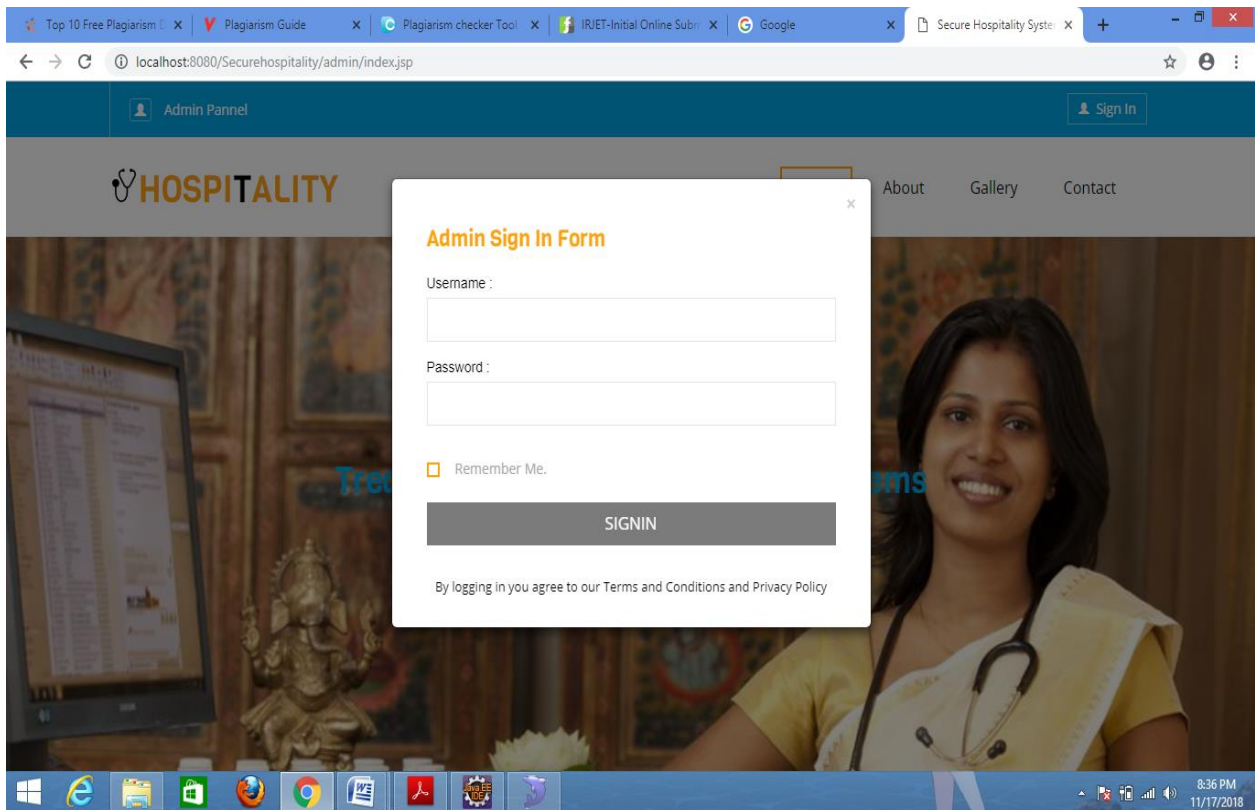 Top 10 Free Plagiarism D
Plagiarism Guide
Plagiarism checker Tool
IRJET-Initial Online Subm
Google
Secure Hospitality Syste
localhost:8080/Securehospitality/admin/index.jsp
Admin Pannel
Sign In
HOSPITALITY
About
Gallery
Contact
Admin Sign In Form
Username :
Password :
Remember Me.
SIGNIN
By logging in you agree to our Terms and Conditions and Privacy Policy
Java EE
IDE
8:36 PM
11/17/2018